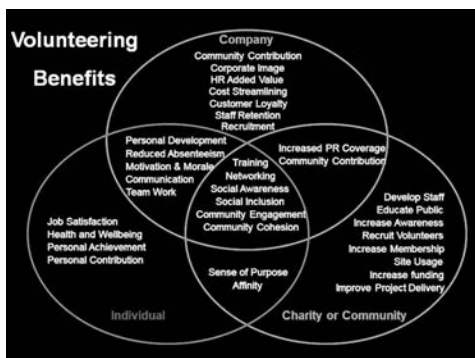 Volunteering
Benefits
Company
Community Contribution
Corporate Image
HR Added Value
Cost Streamlining
Customer Loyalty
Staff Retention
Recruitment
Personal Development
Reduced Absenteeism
Motivation & Morale
Communication
Team Work
Increased PR Coverage
Community Contribution
Training
Networking
Social Awareness
Social Inclusion
Community Engagement
Community Cohesion
Job Satisfaction
Health and Wellbeing
Personal Achievement
Personal Contribution
Develop Staff
Educate Public
Increase Awareness
Recruit Volunteers
Increase Membership
Site Usage
Increase funding
Improve Project Delivery
Sense of Purpose
Affinity
Individual
Charity or Community